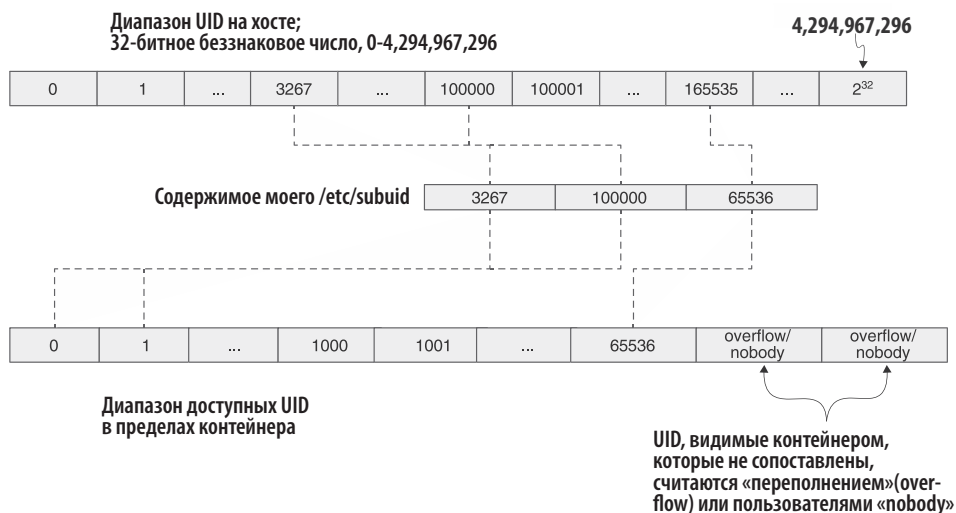 Диапазон UID на хосте;
32-битное беззнаковое число, 0-4,294,967,296
4,294,967,296
0 1 ... 3267 ... 100000 100001 ... 165535 ... 2³²
Содержимое моего /etc/subuid
3267 100000 65536
0 1 ... 1000 1001 ... 65536 overflow/ overflow/
nobody nobody
Диапазон доступных UID
в пределах контейнера
UID, видимые контейнером,
которые не сопоставлены,
считаются «переполнением»(over-
flow) или пользователями «nobody»